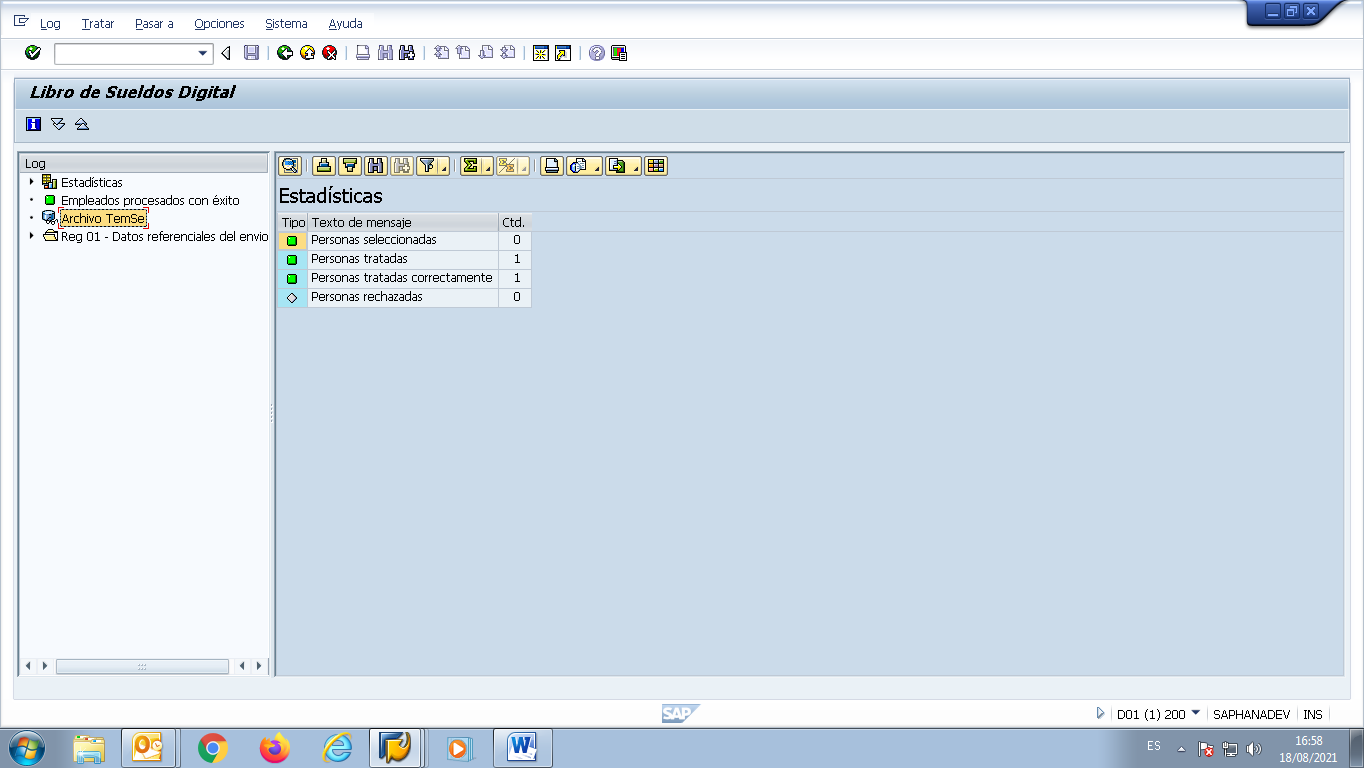 Log Tratar Pasar a Opciones Sistema Ayuda
Libro de Sueldos Digital
Log
Estadísticas
Empleados procesados con éxito
Archivo TemSe
Reg 01 - Datos referenciales del envio
Estadísticas
Tipo Texto de mensaje Ctd.
Personas seleccionadas 0
Personas tratadas 1
Personas tratadas correctamente 1
Personas rechazadas 0
SAP
D01 (1) 200 SAPHANADEV INS
ES
16:58
18/08/2021